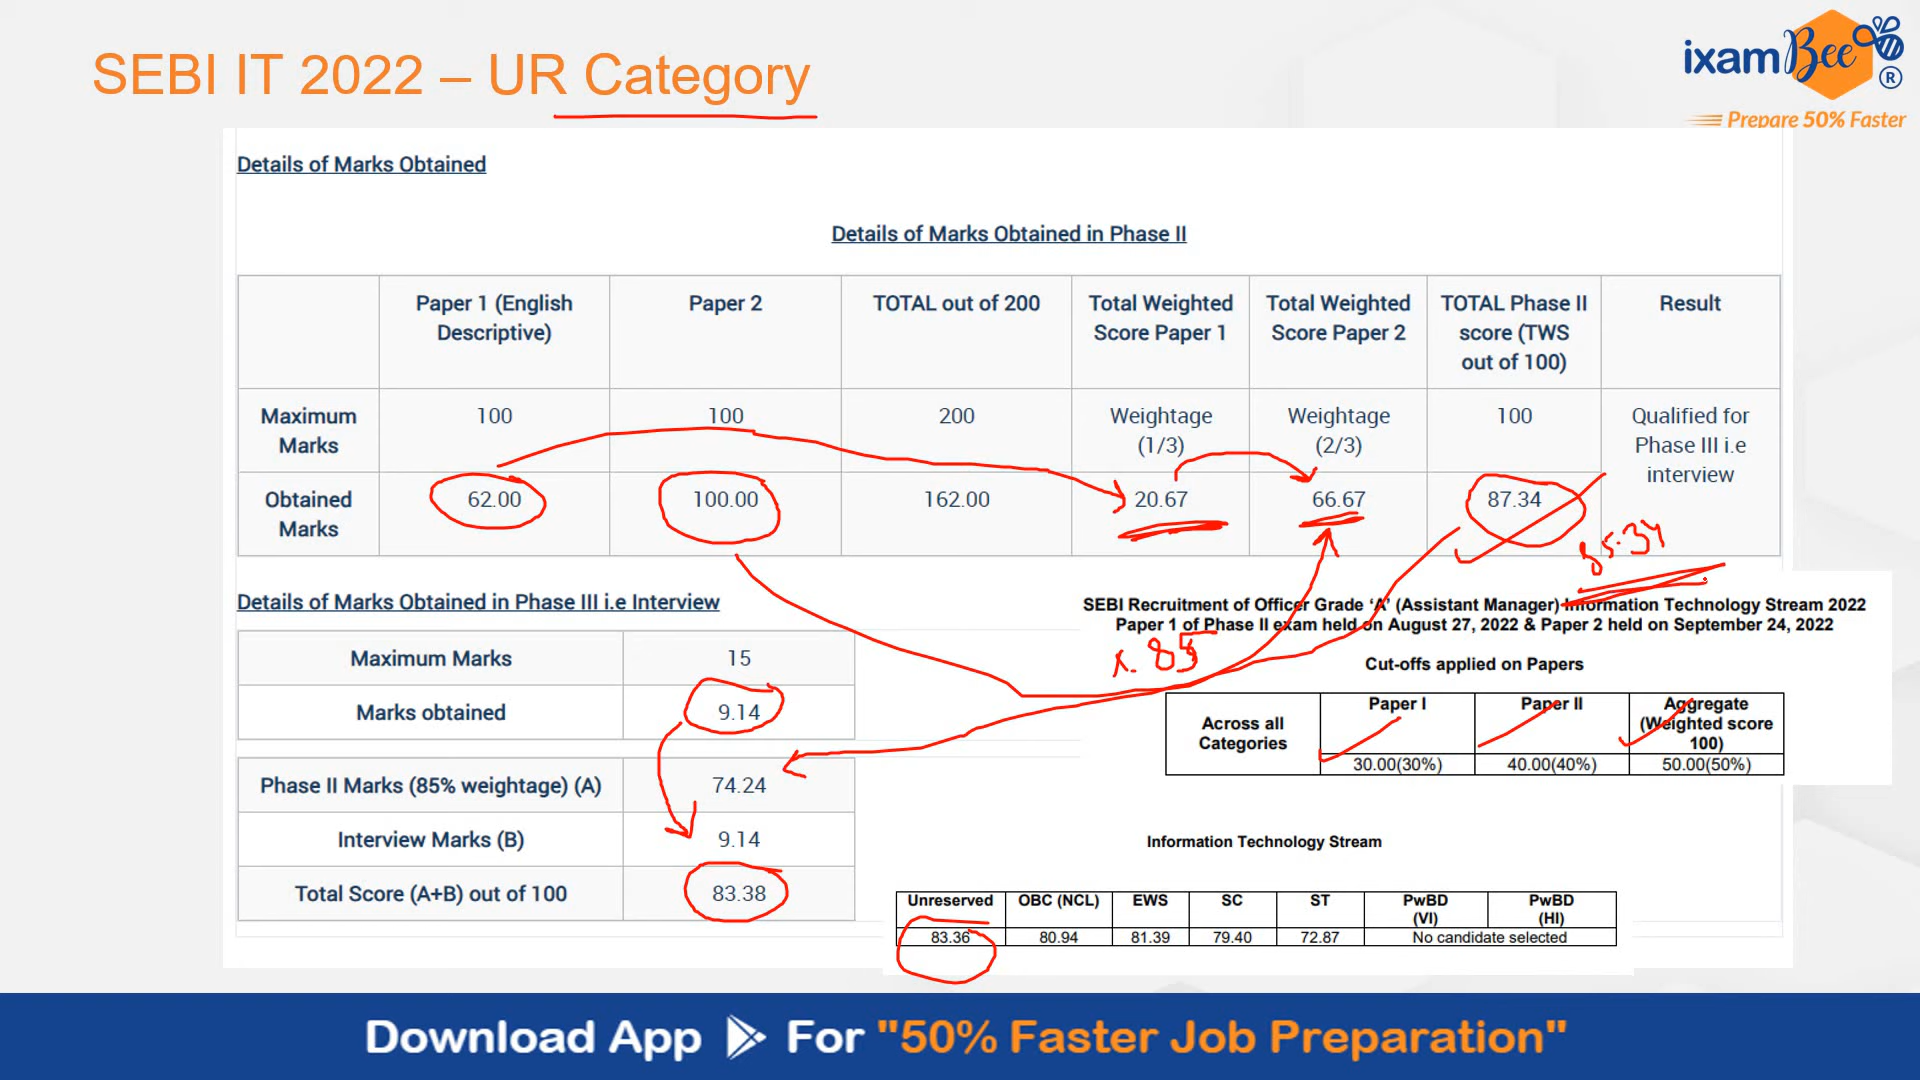 SEBI IT 2022 – UR Category
ixamBee®
Prepare 50% Faster
Details of Marks Obtained
Details of Marks Obtained in Phase II
Paper 1 (English Descriptive) Paper 2 TOTAL out of 200 Total Weighted Score Paper 1 Total Weighted Score Paper 2 TOTAL Phase II score (TWS out of 100) Result
Maximum Marks 100 100 200 Weightage (1/3) Weightage (2/3) 100 Qualified for Phase III i.e interview
Obtained Marks 62.00 100.00 162.00 20.67 66.67 87.34
85.34
Details of Marks Obtained in Phase III i.e Interview
Maximum Marks 15
Marks obtained 9.14
Phase II Marks (85% weightage) (A) 74.24
Interview Marks (B) 9.14
Total Score (A+B) out of 100 83.38
SEBI Recruitment of Officer Grade ‘A’ (Assistant Manager) Information Technology Stream 2022
Paper 1 of Phase II exam held on August 27, 2022 & Paper 2 held on September 24, 2022
x.85
Cut-offs applied on Papers
Across all Categories Paper I Paper II Aggregate (Weighted score 100)
30.00(30%) 40.00(40%) 50.00(50%)
Information Technology Stream
Unreserved OBC (NCL) EWS SC ST PwBD (VI) PwBD (HI)
83.36 80.94 81.39 79.40 72.87 No candidate selected
Download App For "50% Faster Job Preparation"